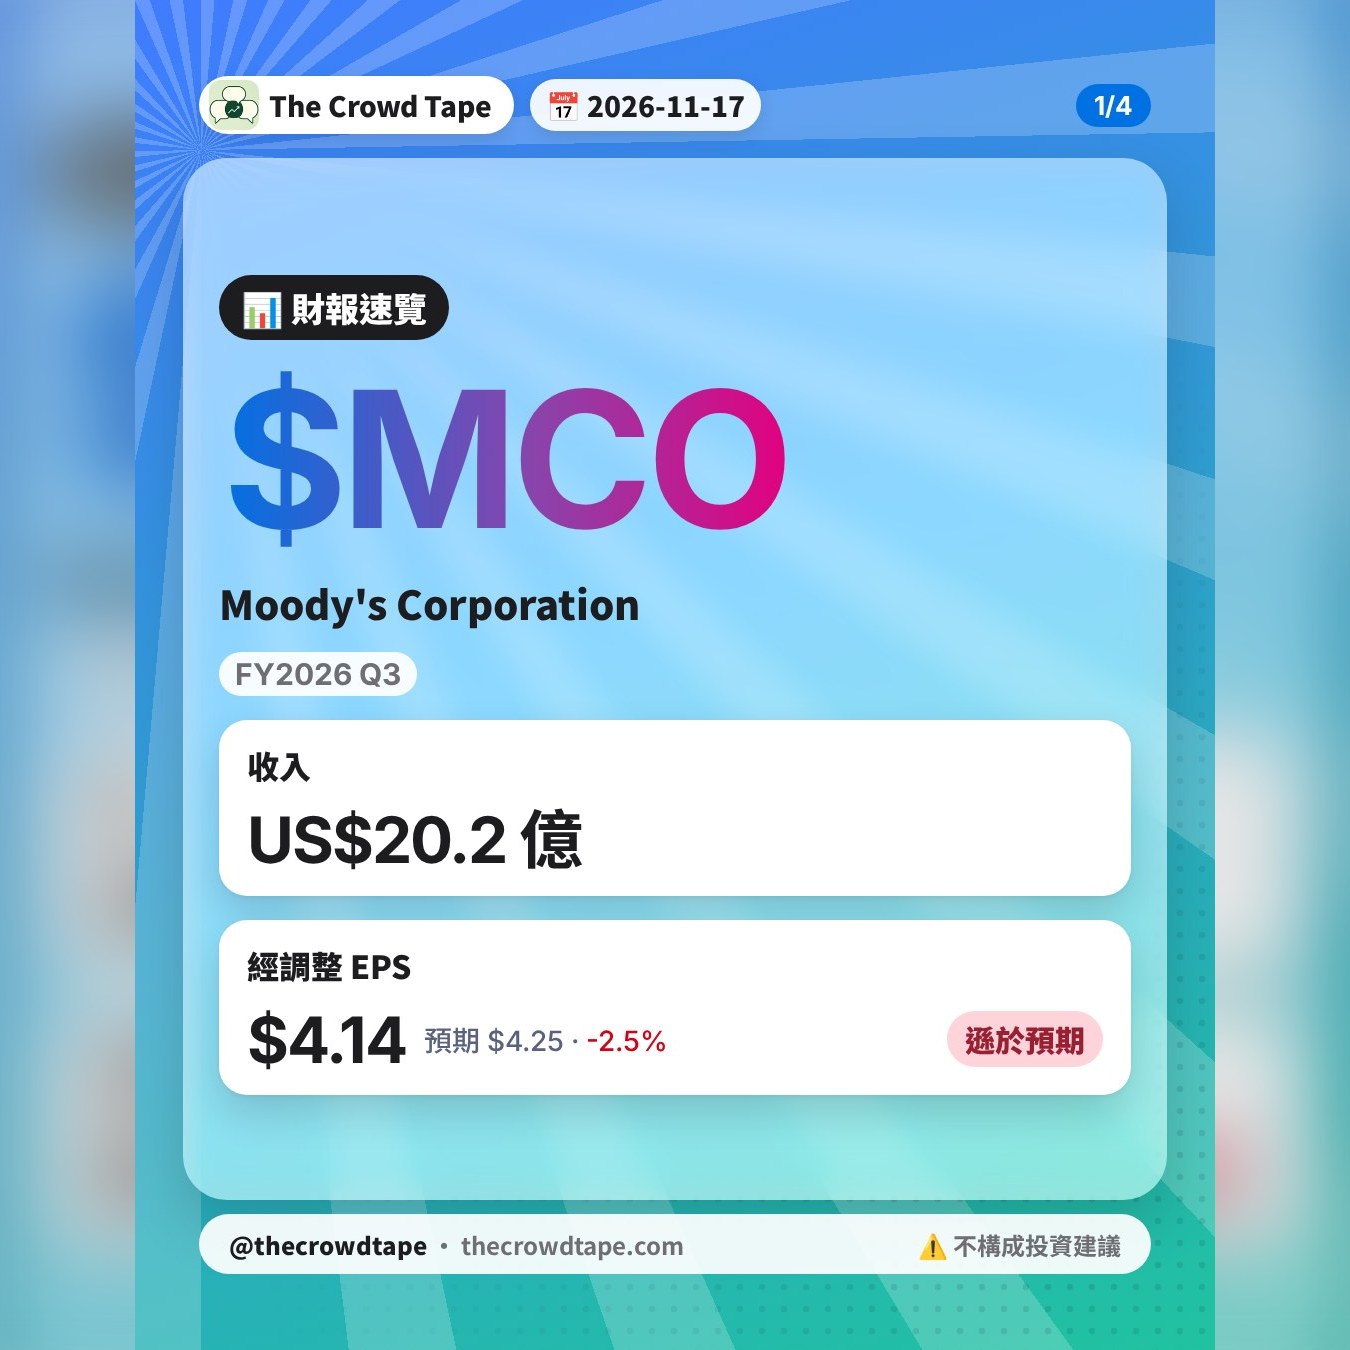 The Crowd Tape
2026-11-17
1/4
財報速覽
$MCO
Moody's Corporation
FY2026 Q3
收入
US$20.2 億
經調整 EPS
$4.14 預期 $4.25 · -2.5%
遜於預期
@thecrowdtape • thecrowdtape.com
不構成投資建議